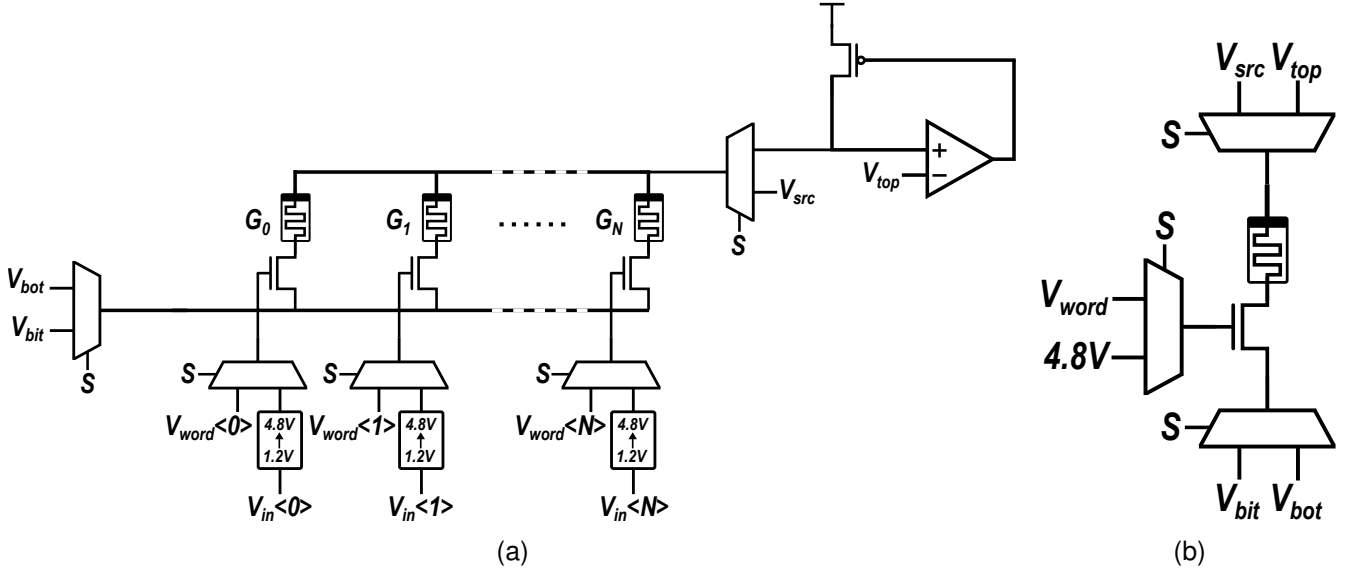 V_src V_top
S
V_top
+
−
V_src
S
G_0 G_1 ...... G_N
V_bot
V_bit
S
S S S
V_word<0> V_word<1> V_word<N>
4.8V 4.8V 4.8V
1.2V 1.2V 1.2V
V_in<0> V_in<1> V_in<N>
(a)
S
V_word
4.8V
S
V_bit V_bot
(b)